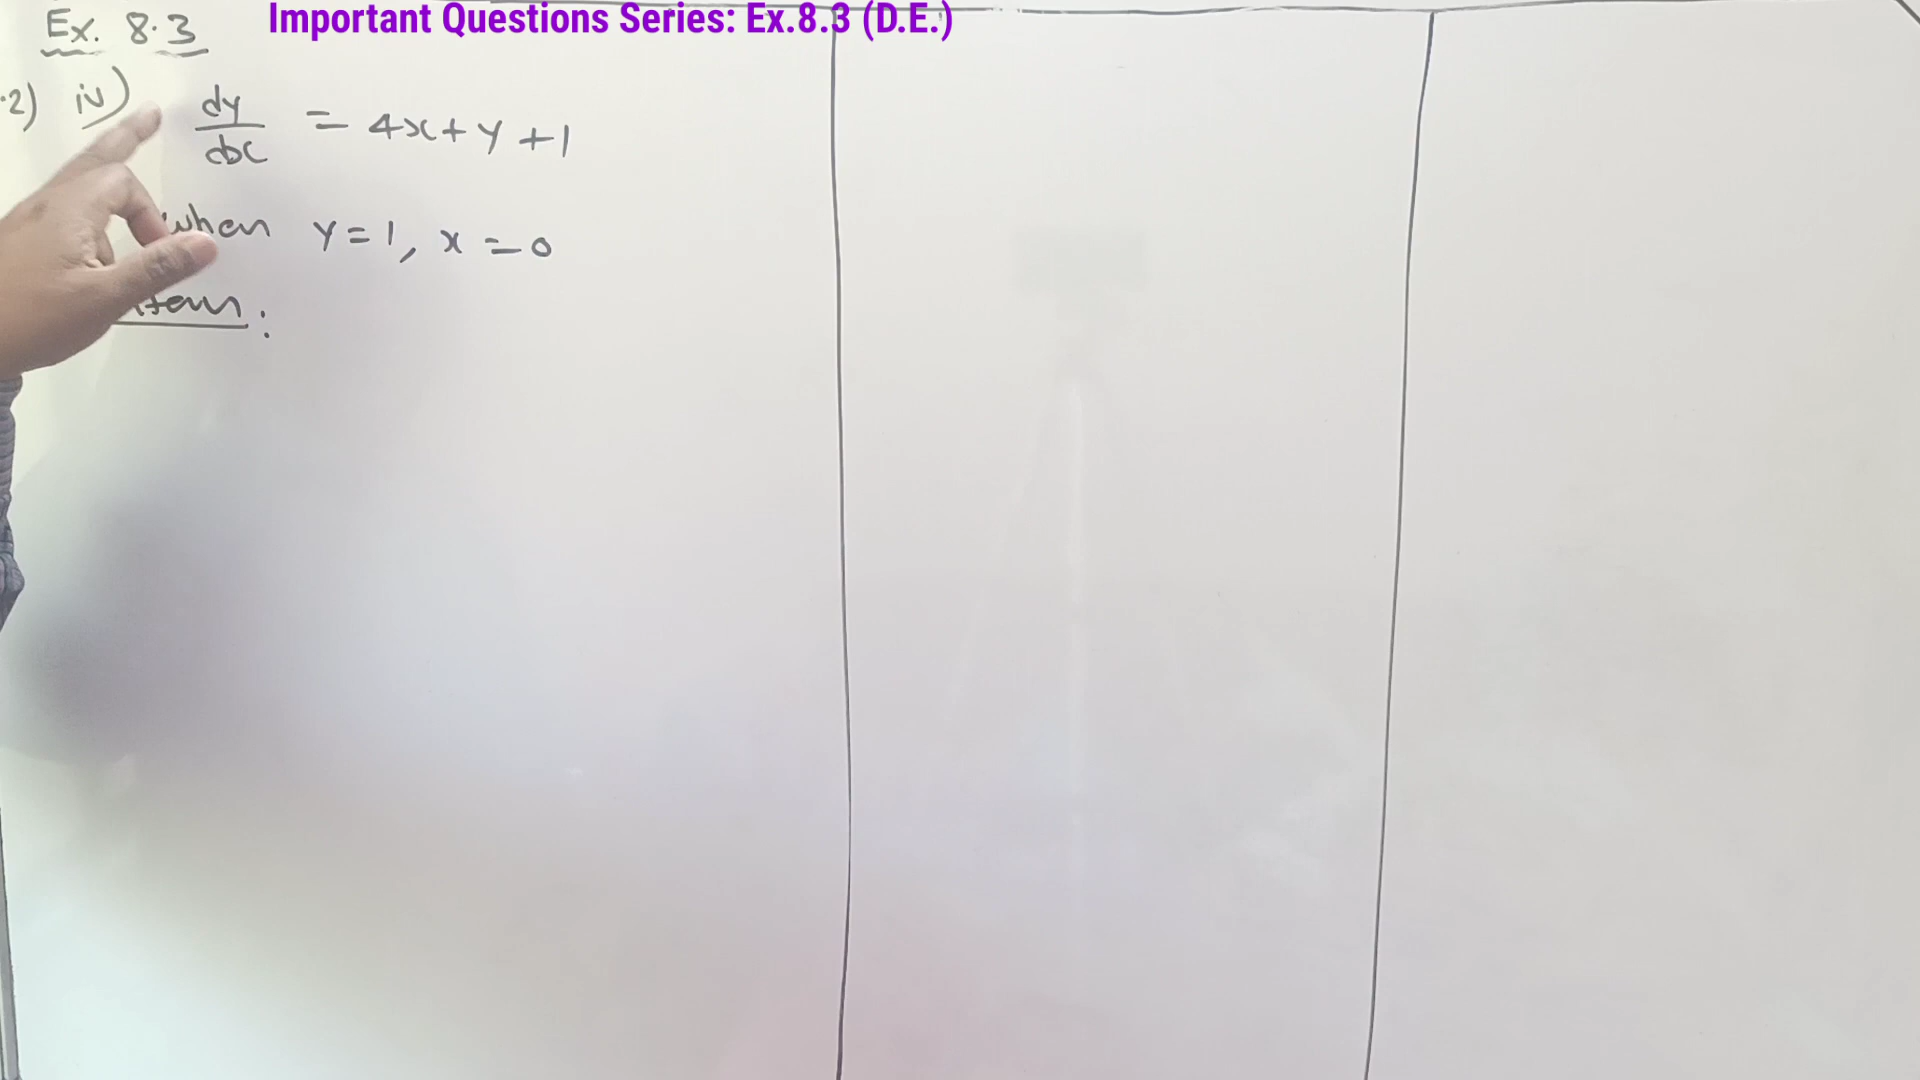 Important Questions Series: Ex.8.3 (D.E.)
Ex. 8.3
2) iv) dy/dx = 4x + y + 1
when y = 1, x = 0